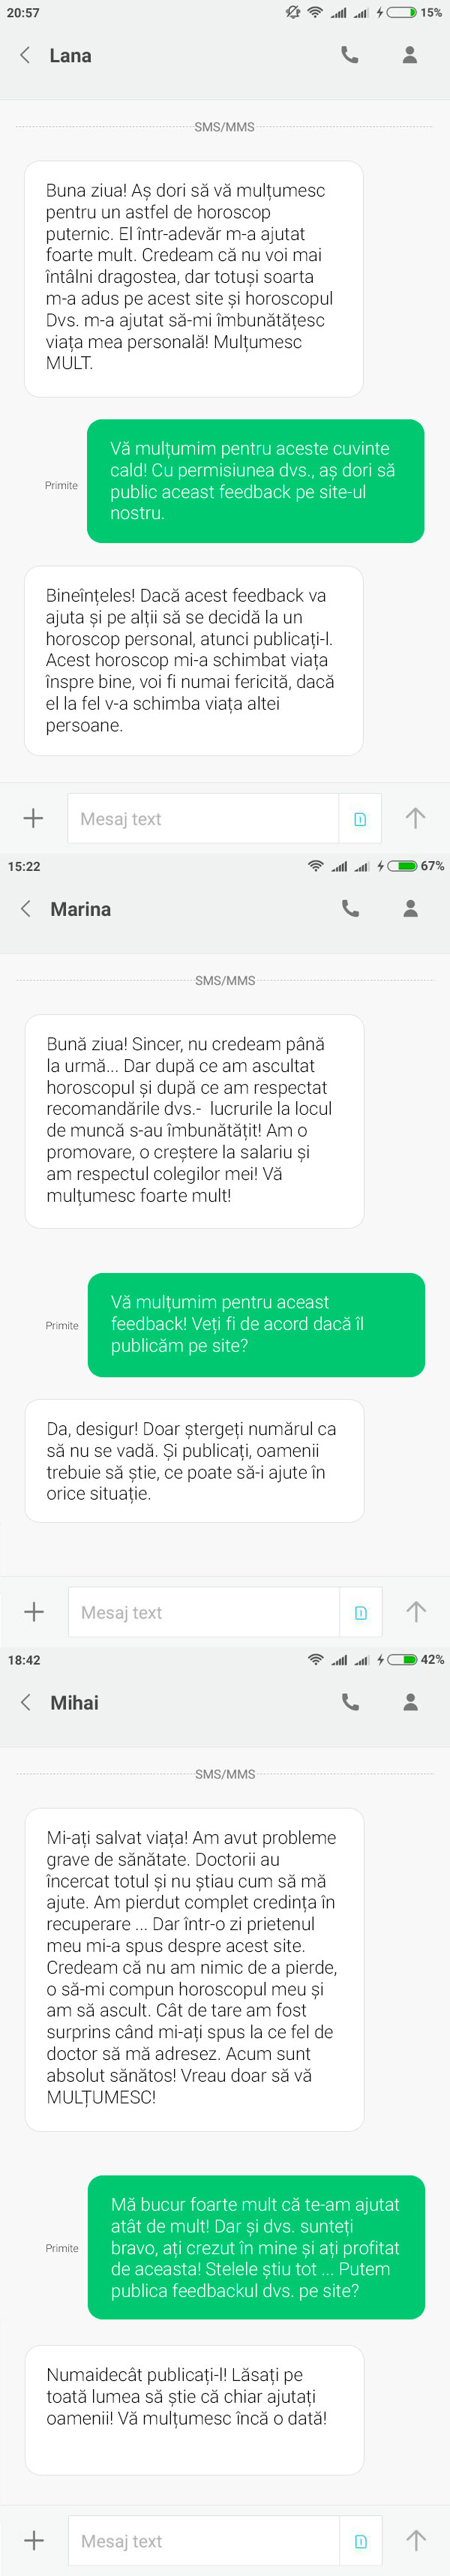 20:57
15%
Lana
SMS/MMS
Buna ziua! Aș dori să vă mulțumesc
pentru un astfel de horoscop
puternic. El într-adevăr m-a ajutat
foarte mult. Credeam că nu voi mai
întâlni dragostea, dar totuși soarta
m-a adus pe acest site și horoscopul
Dvs. m-a ajutat să-mi îmbunătățesc
viața mea personală! Mulțumesc
MULT.
Vă mulțumim pentru aceste cuvinte
cald! Cu permisiunea dvs., aș dori să
public aceast feedback pe site-ul
nostru.
Primite
Bineînțeles! Dacă acest feedback va
ajuta și pe alții să se decidă la un
horoscop personal, atunci publicați-l.
Acest horoscop mi-a schimbat viața
înspre bine, voi fi numai fericită, dacă
el la fel v-a schimba viața altei
persoane.
Mesaj text
15:22
67%
Marina
SMS/MMS
Bună ziua! Sincer, nu credeam până
la urmă... Dar după ce am ascultat
horoscopul și după ce am respectat
recomandările dvs.- lucrurile la locul
de muncă s-au îmbunătățit! Am o
promovare, o creștere la salariu și
am respectul colegilor mei! Vă
mulțumesc foarte mult!
Vă mulțumim pentru aceast
feedback! Veți fi de acord dacă îl
publicăm pe site?
Primite
Da, desigur! Doar ștergeți numărul ca
să nu se vadă. Și publicați, oamenii
trebuie să știe, ce poate să-i ajute în
orice situație.
Mesaj text
18:42
42%
Mihai
SMS/MMS
Mi-ați salvat viața! Am avut probleme
grave de sănătate. Doctorii au
încercat totul și nu știau cum să mă
ajute. Am pierdut complet credința în
recuperare ... Dar într-o zi prietenul
meu mi-a spus despre acest site.
Credeam că nu am nimic de a pierde,
o să-mi compun horoscopul meu și
am să ascult. Cât de tare am fost
surprins când mi-ați spus la ce fel de
doctor să mă adresez. Acum sunt
absolut sănătos! Vreau doar să vă
MULȚUMESC!
Mă bucur foarte mult că te-am ajutat
atât de mult! Dar și dvs. sunteți
bravo, ați crezut în mine și ați profitat
de aceasta! Stelele știu tot ... Putem
publica feedbackul dvs. pe site?
Primite
Numaidecât publicați-l! Lăsați pe
toată lumea să știe că chiar ajutați
oamenii! Vă mulțumesc încă o dată!
Mesaj text